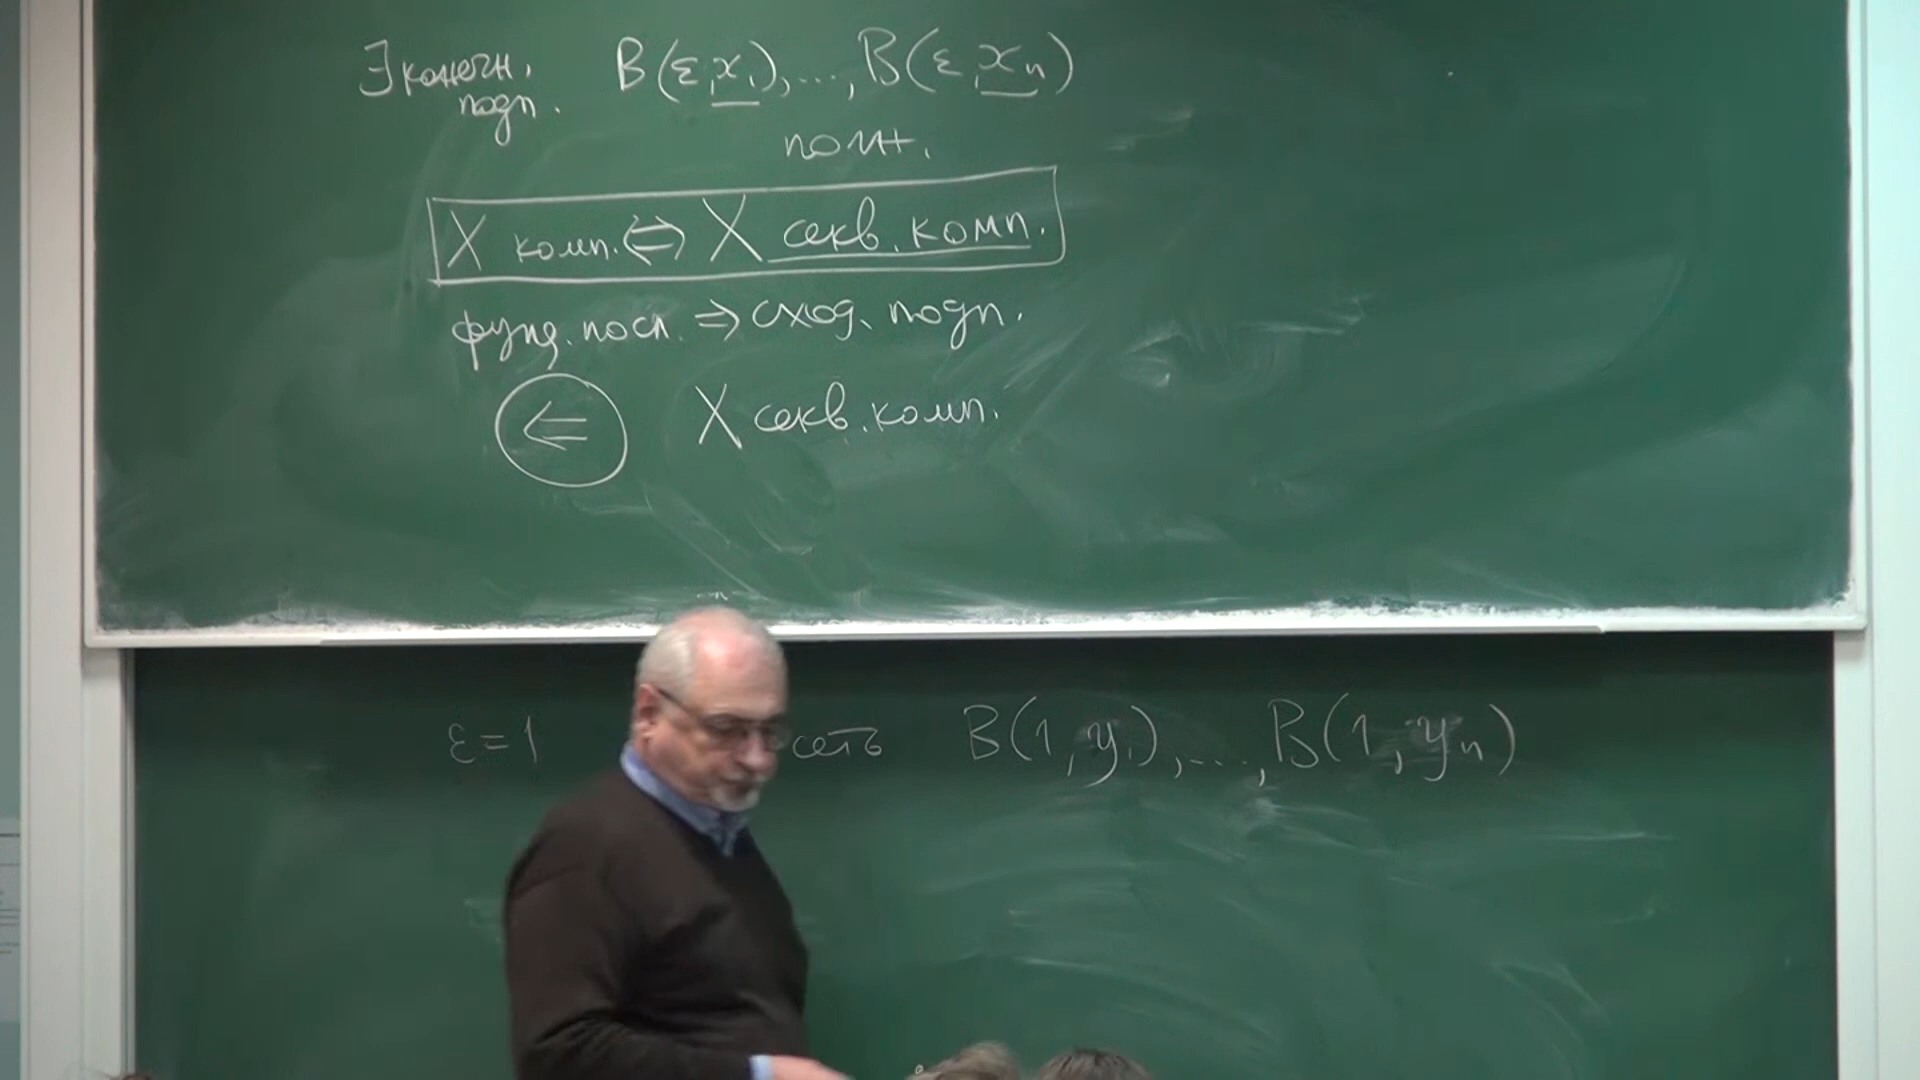 ∃ конечн. B(ε, x₁), ..., B(ε, xₙ)
подп.
полн.
X комп. ⇔ X секв. комп.
фунд. посл. ⇒ сход. подп.
⇐ X секв. комп.
ε = 1 сеть B(1, y₁), ..., B(1, yₙ)